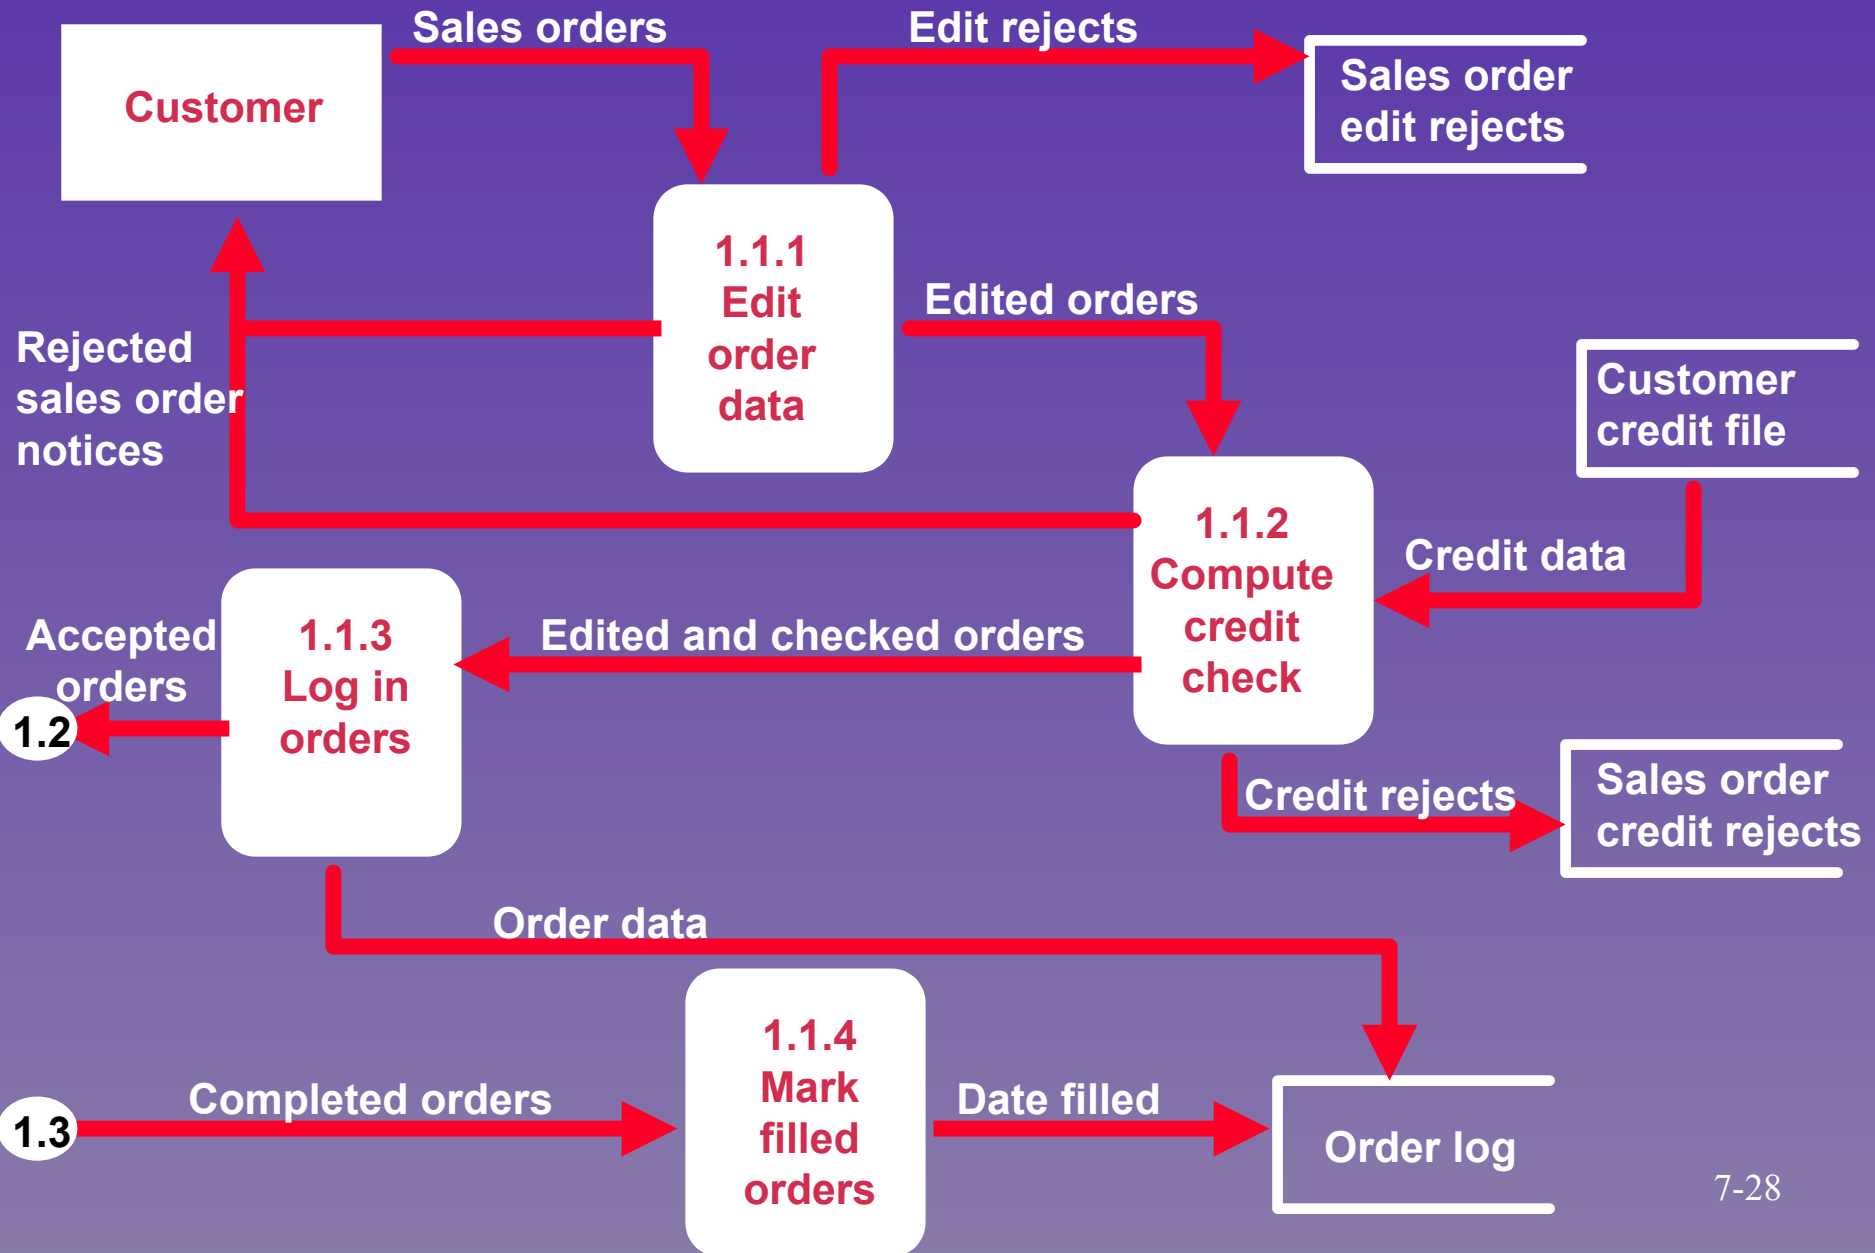 Sales orders
Edit rejects
Customer
Sales order
edit rejects
1.1.1
Edit
order
data
Edited orders
Rejected
sales order
notices
Customer
credit file
1.1.2
Compute
credit
check
Credit data
Accepted
orders
1.2
1.1.3
Log in
orders
Edited and checked orders
Credit rejects
Sales order
credit rejects
Order data
1.1.4
Mark
filled
orders
1.3
Completed orders
Date filled
Order log
7-28